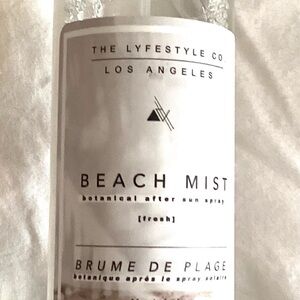 THE LYFESTYLE CO.
LOS ANGELES
BEACH MIST
botanical after sun spray
[fresh]
BRUME DE PLAGE
botanique après le spray solaire